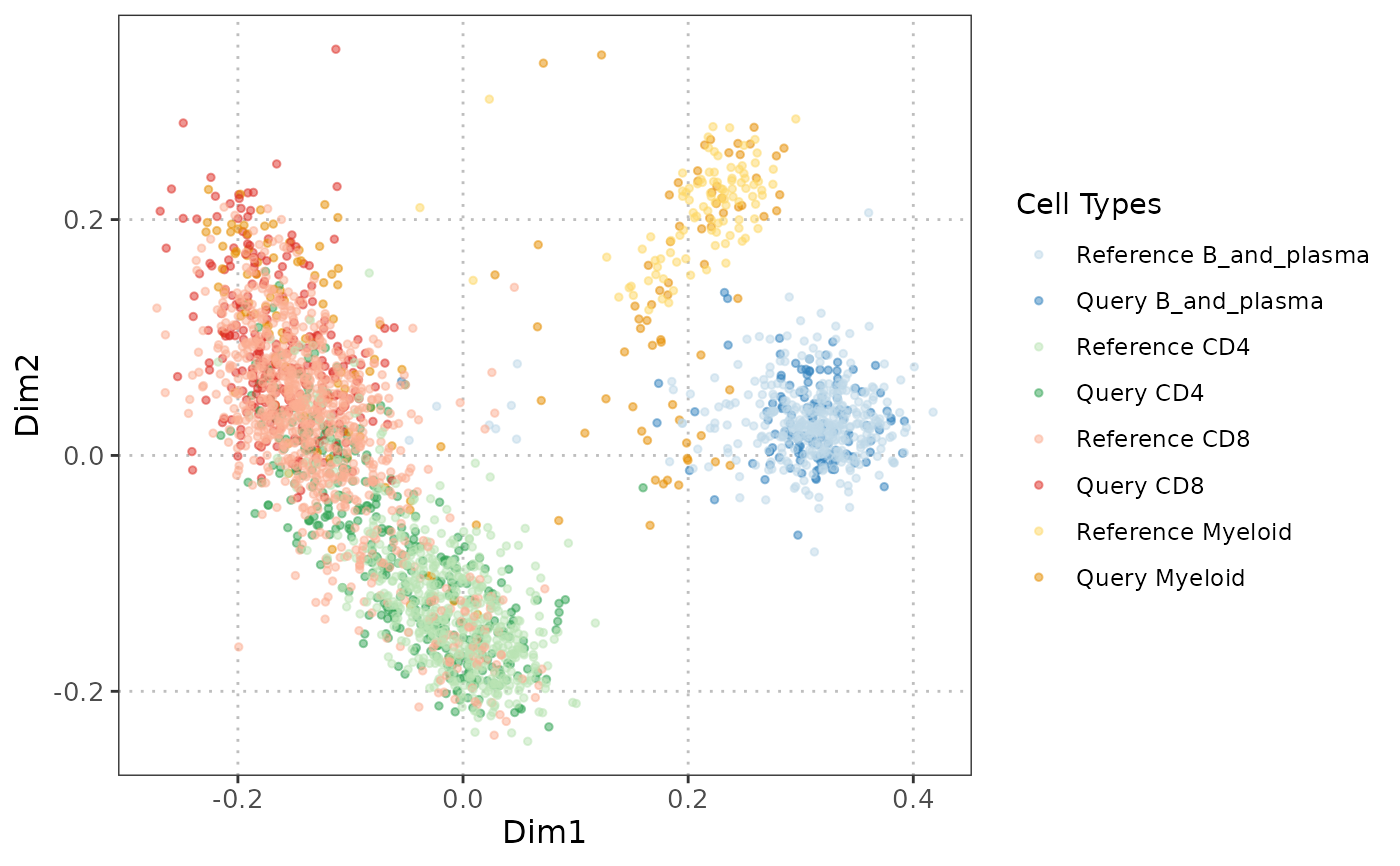 0.2
0.0
-0.2
Dim2
-0.2
0.0
0.2
0.4
Dim1
Cell Types
Reference B_and_plasma
Query B_and_plasma
Reference CD4
Query CD4
Reference CD8
Query CD8
Reference Myeloid
Query Myeloid